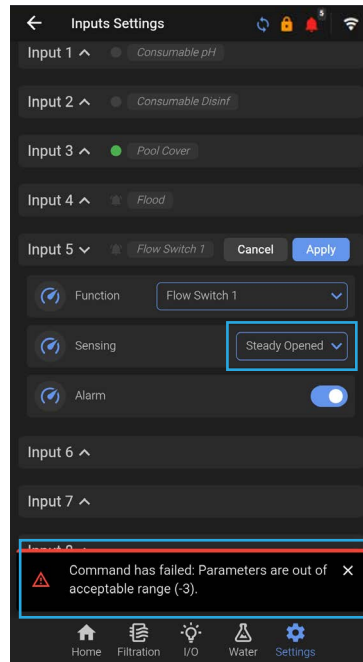 Inputs Settings
5
Input 1
Consumable pH
Input 2
Consumable Disinf
Input 3
Pool Cover
Input 4
Flood
Input 5
Flow Switch 1
Cancel
Apply
Function
Flow Switch 1
Sensing
Steady Opened
Alarm
Input 6
Input 7
Command has failed: Parameters are out of
acceptable range (-3).
Home
Filtration
I/O
Water
Settings